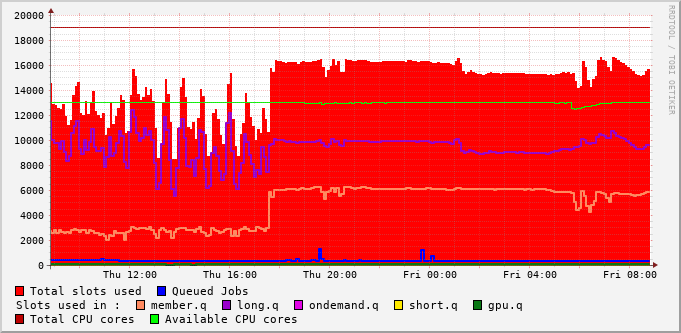 20000
18000
16000
14000
12000
10000
8000
6000
4000
2000
0
Thu 12:00 Thu 16:00 Thu 20:00 Fri 00:00 Fri 04:00 Fri 08:00
RRDTOOL / TOBI OETIKER
Total slots used Queued Jobs
Slots used in : member.q long.q ondemand.q short.q gpu.q
Total CPU cores Available CPU cores